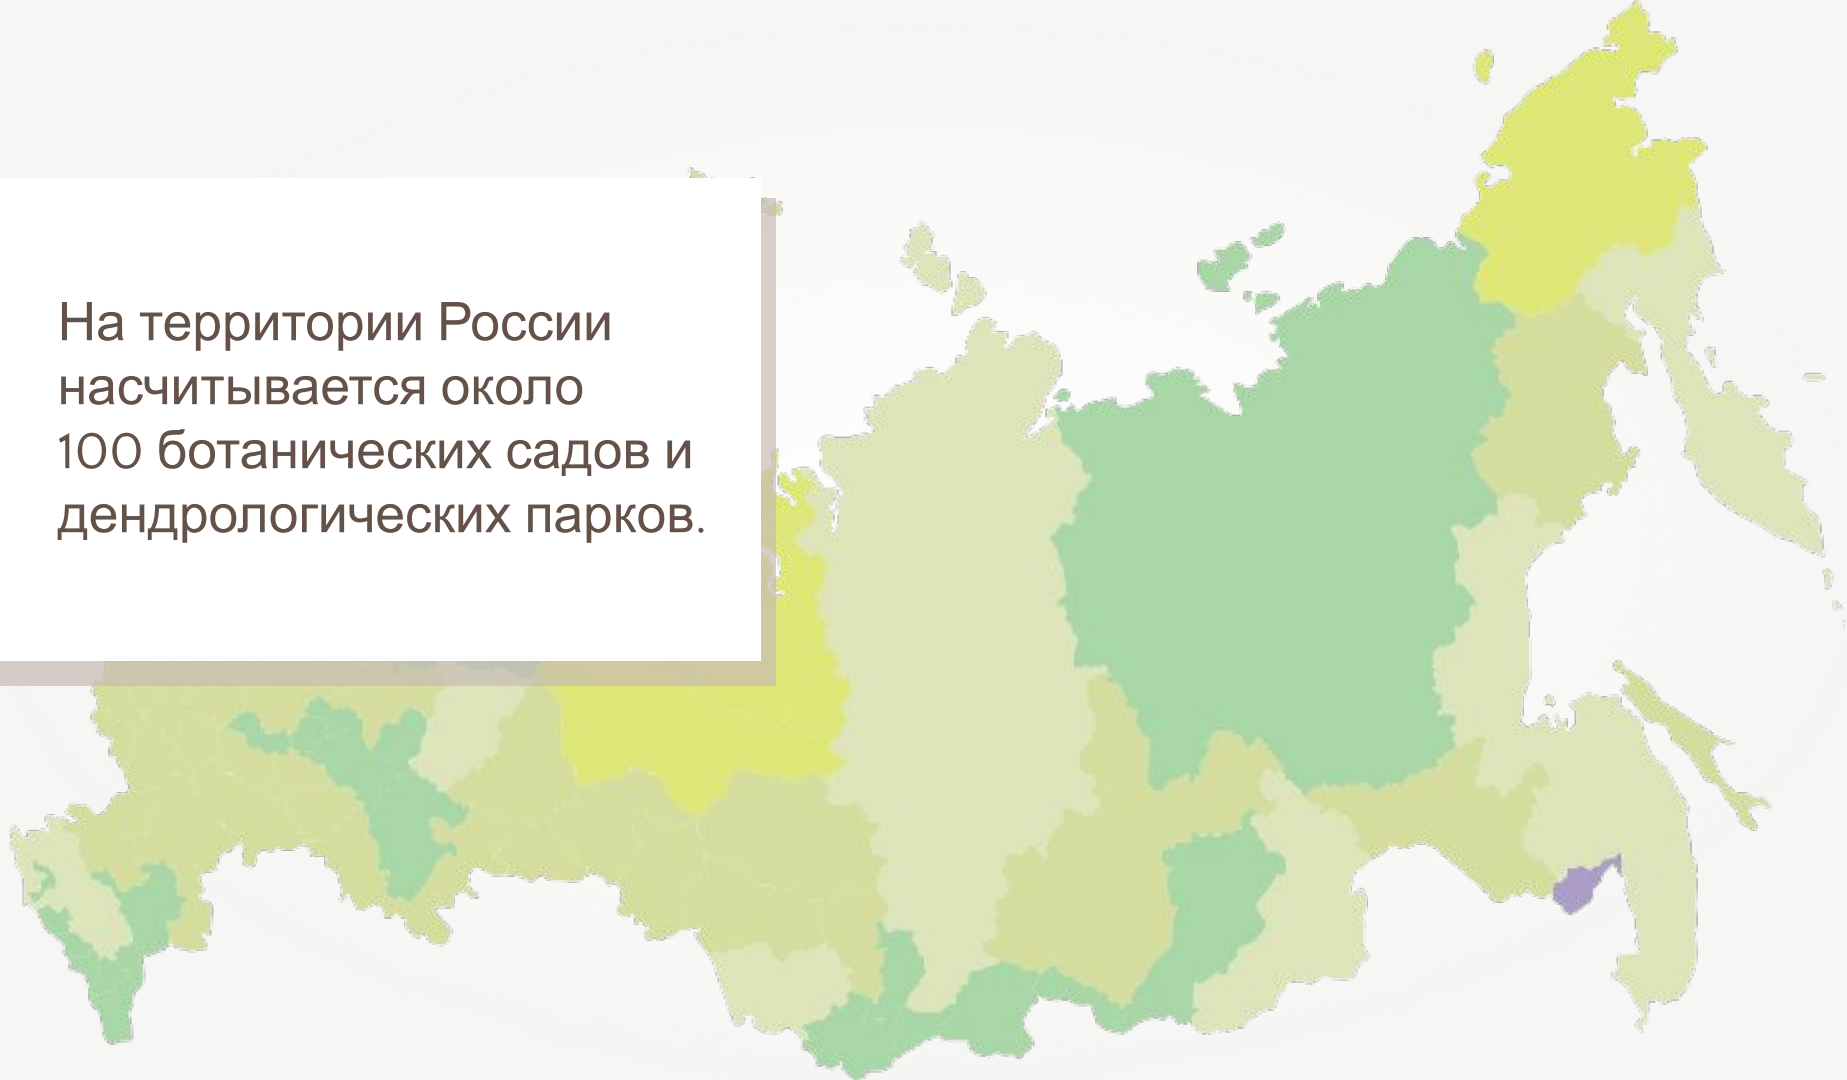 На территории России
насчитывается около
100 ботанических садов и
дендрологических парков.